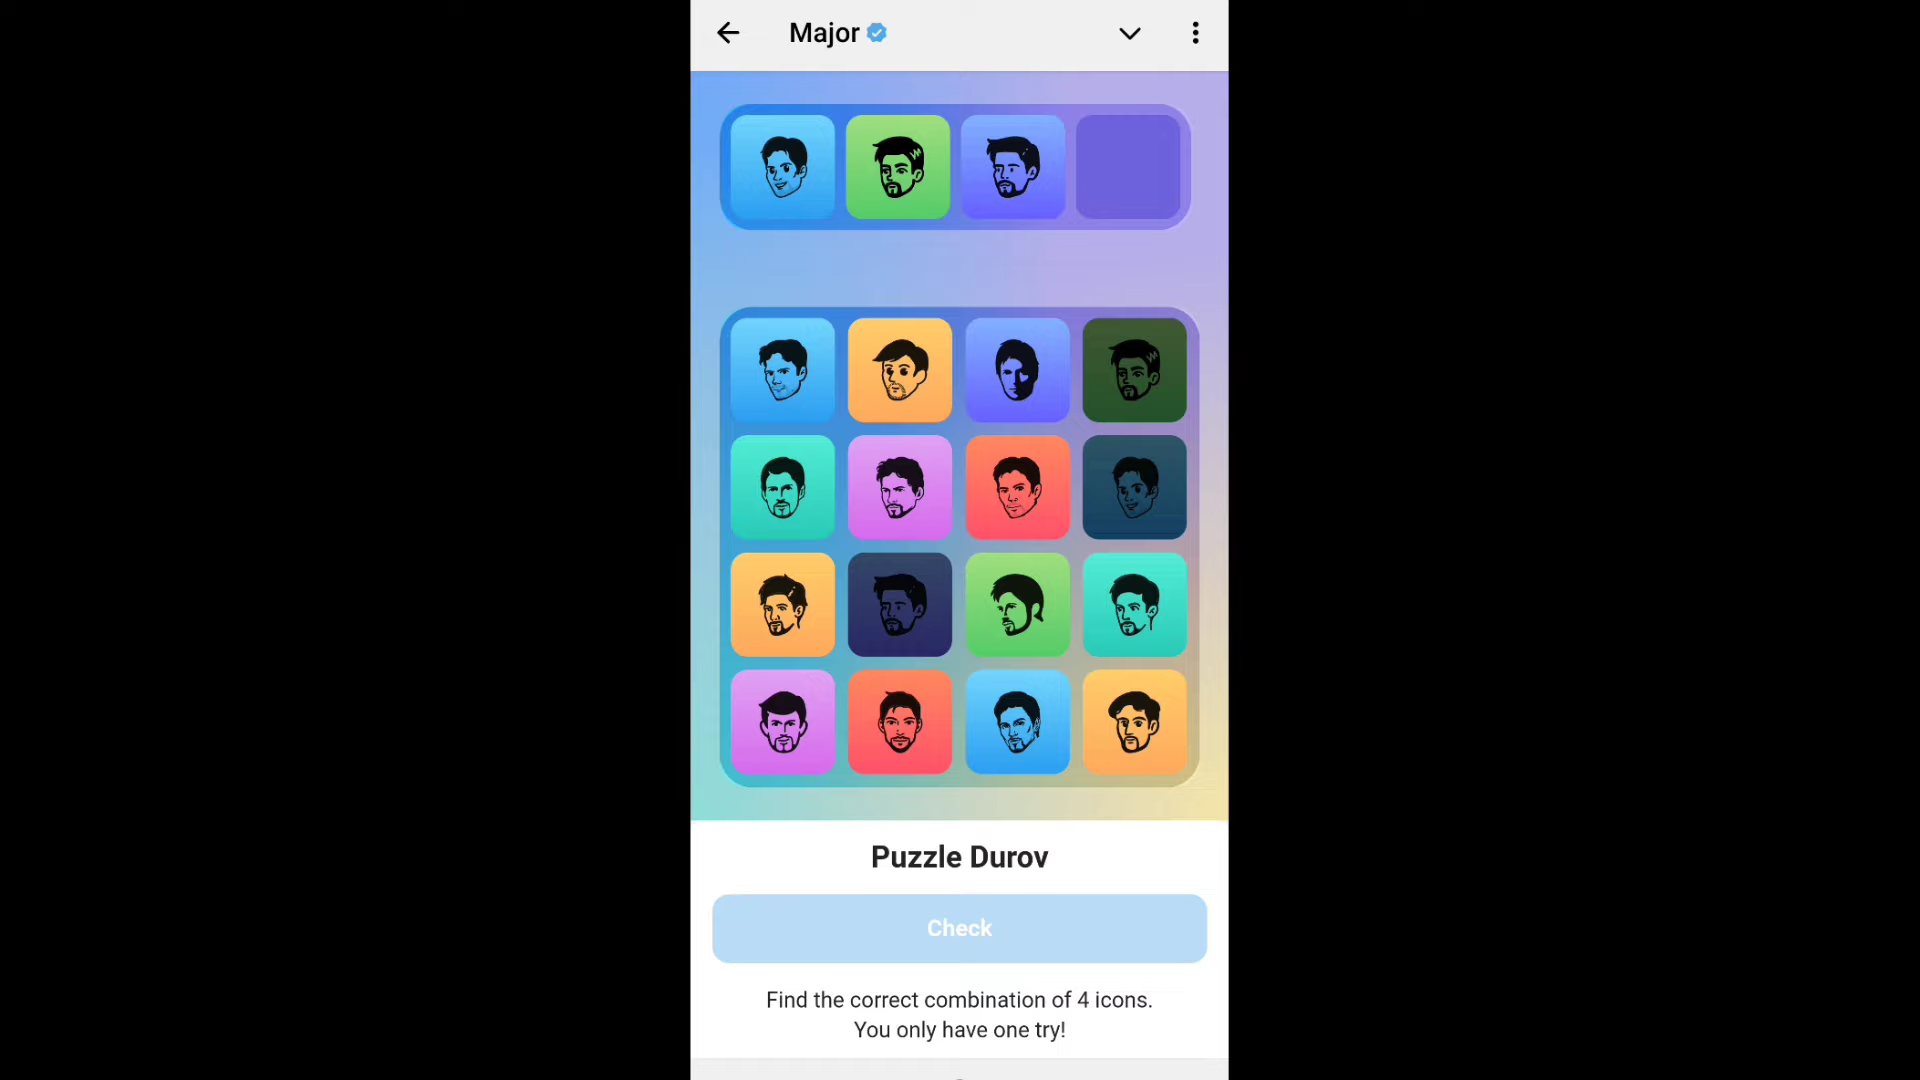 Major
Puzzle Durov
Check
Find the correct combination of 4 icons.
You only have one try!